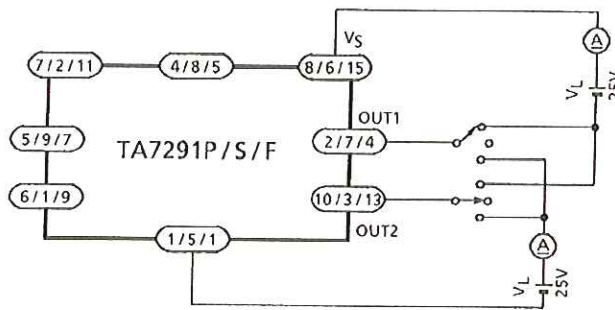 VS
7/2/11
4/8/5
8/6/15
A
VL
25V
OUT1
5/9/7
TA7291P/S/F
2/7/4
6/1/9
10/3/13
OUT2
1/5/1
A
VL
25V